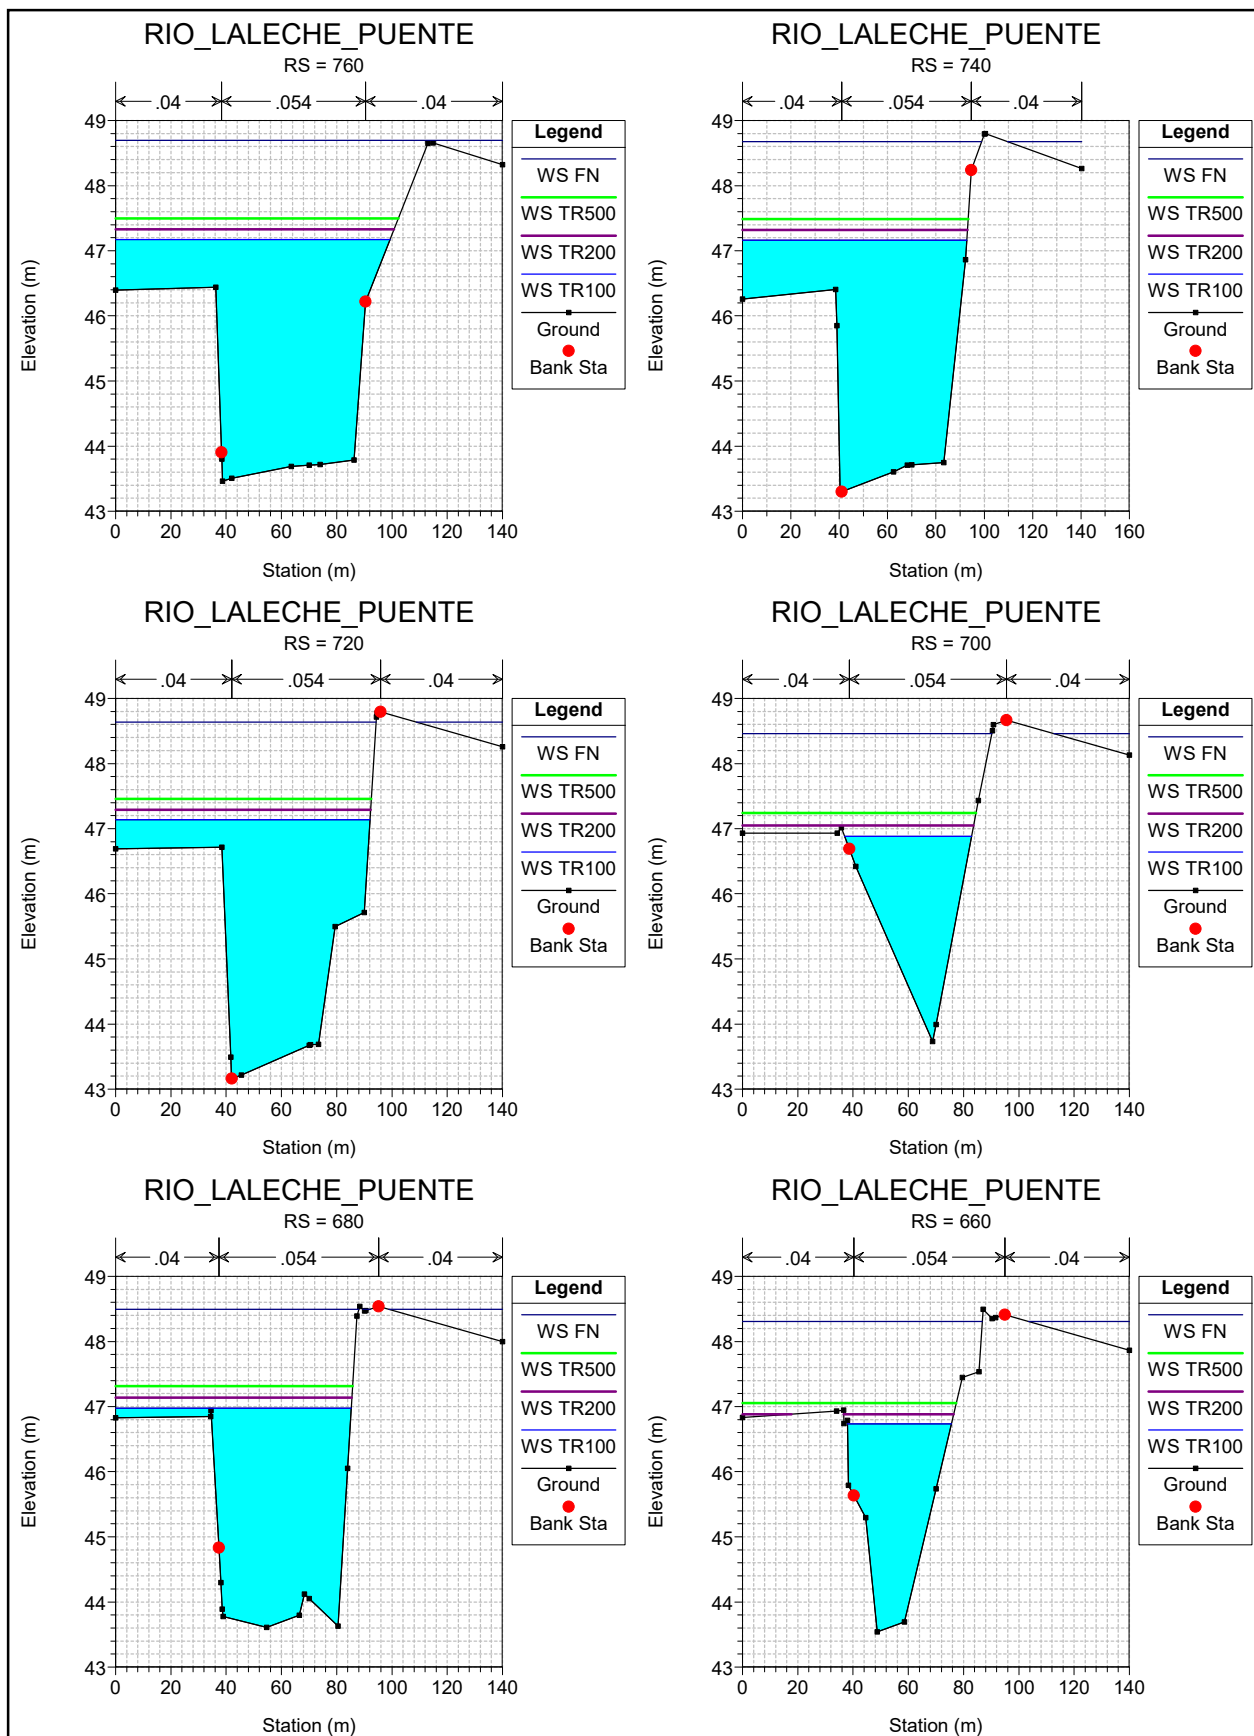 RIO_LALECHE_PUENTE
RS = 760
.04 .054 .04
49
48
47
46
45
44
43
0 20 40 60 80 100 120 140
Elevation (m)
Station (m)
Legend
WS FN
WS TR500
WS TR200
WS TR100
Ground
Bank Sta
RIO_LALECHE_PUENTE
RS = 740
.04 .054 .04
49
48
47
46
45
44
43
0 20 40 60 80 100 120 140 160
Elevation (m)
Station (m)
Legend
WS FN
WS TR500
WS TR200
WS TR100
Ground
Bank Sta
RIO_LALECHE_PUENTE
RS = 720
.04 .054 .04
49
48
47
46
45
44
43
0 20 40 60 80 100 120 140
Elevation (m)
Station (m)
Legend
WS FN
WS TR500
WS TR200
WS TR100
Ground
Bank Sta
RIO_LALECHE_PUENTE
RS = 700
.04 .054 .04
49
48
47
46
45
44
43
0 20 40 60 80 100 120 140
Elevation (m)
Station (m)
Legend
WS FN
WS TR500
WS TR200
WS TR100
Ground
Bank Sta
RIO_LALECHE_PUENTE
RS = 680
.04 .054 .04
49
48
47
46
45
44
43
0 20 40 60 80 100 120 140
Elevation (m)
Station (m)
Legend
WS FN
WS TR500
WS TR200
WS TR100
Ground
Bank Sta
RIO_LALECHE_PUENTE
RS = 660
.04 .054 .04
49
48
47
46
45
44
43
0 20 40 60 80 100 120 140
Elevation (m)
Station (m)
Legend
WS FN
WS TR500
WS TR200
WS TR100
Ground
Bank Sta